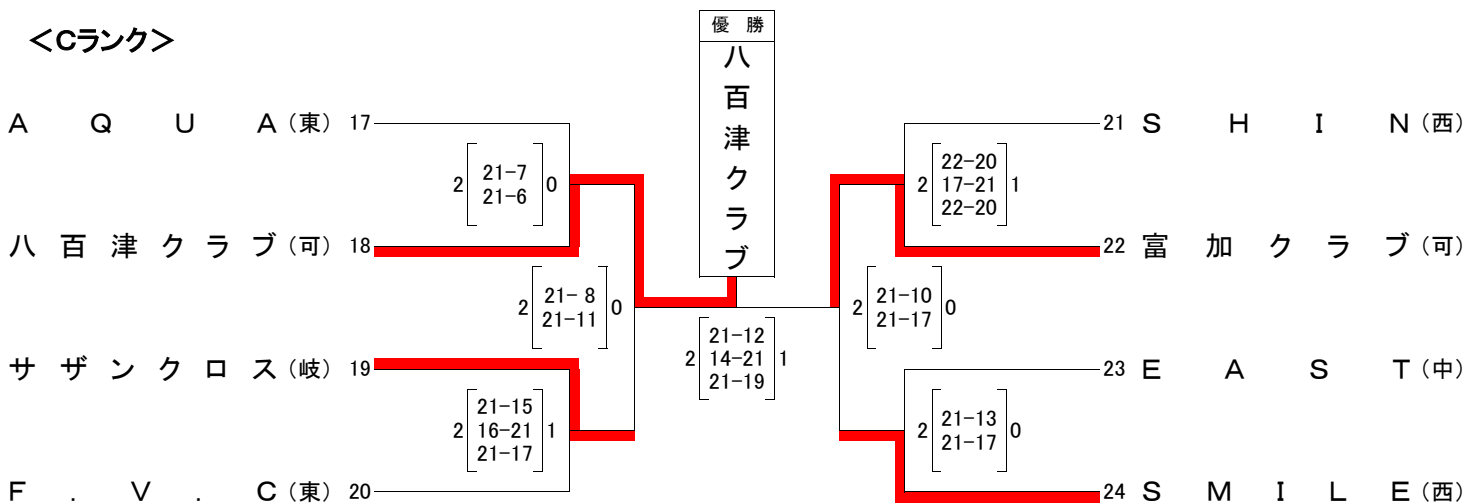 ＜Cランク＞
優 勝
八百津クラブ
A Q U A (東) 17
21 S H I N (西)
2 [21-7 21-6] 0
2 [22-20 17-21 22-20] 1
八百津クラブ (可) 18
22 富加クラブ (可)
2 [21- 8 21-11] 0
2 [21-10 21-17] 0
2 [21-12 14-21 21-19] 1
サザンクロス (岐) 19
23 E A S T (中)
2 [21-15 16-21 21-17] 1
2 [21-13 21-17] 0
F . V . C (東) 20
24 S M I L E (西)